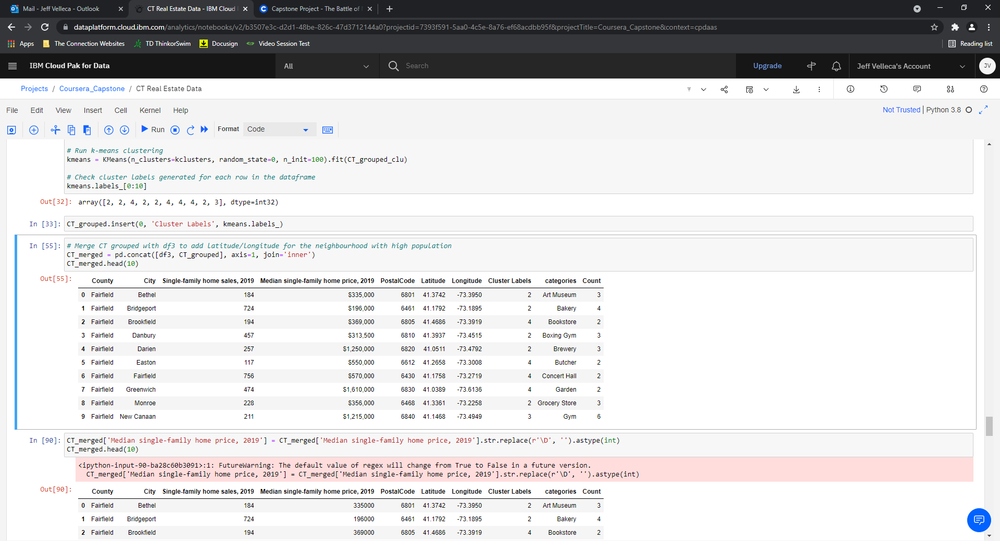 Mail - Jeff Velleca - Outlook
CT Real Estate Data - IBM Cloud
Capstone Project - The Battle of
dataplatform.cloud.ibm.com/analytics/notebooks/v2/b3507e3c-d2d1-48be-826c-47d3712144a0?projectid=7393f591-5aa0-4c5e-8a76-ef68acdbb95f&projectTitle=Coursera_Capstone&context=cpdaas
Apps The Connection Websites TD ThinkorSwim Docusign Video Session Test Reading list
IBM Cloud Pak for Data All Search Upgrade Jeff Velleca's Account JV
Projects / Coursera_Capstone / CT Real Estate Data
File Edit View Insert Cell Kernel Help Not Trusted | Python 3.8
Run Format Code
# Run k-means clustering
kmeans = KMeans(n_clusters=kclusters, random_state=0, n_init=100).fit(CT_grouped_clu)
# Check cluster labels generated for each row in the dataframe
kmeans.labels_[0:10]
Out[32]: array([2, 2, 4, 2, 2, 4, 4, 4, 2, 3], dtype=int32)
In [33]: CT_grouped.insert(0, 'Cluster Labels', kmeans.labels_)
In [55]: # Merge CT grouped with df3 to add latitude/longitude for the neighbourhood with high population
CT_merged = pd.concat([df3, CT_grouped], axis=1, join='inner')
CT_merged.head(10)
Out[55]:
County City Single-family home sales, 2019 Median single-family home price, 2019 PostalCode Latitude Longitude Cluster Labels categories Count
0 Fairfield Bethel 184 $335,000 6801 41.3742 -73.3950 2 Art Museum 3
1 Fairfield Bridgeport 724 $196,000 6461 41.1792 -73.1895 2 Bakery 4
2 Fairfield Brookfield 194 $369,000 6805 41.4686 -73.3919 4 Bookstore 2
3 Fairfield Danbury 457 $313,500 6810 41.3937 -73.4515 2 Boxing Gym 3
4 Fairfield Darien 257 $1,250,000 6820 41.0511 -73.4792 2 Brewery 3
5 Fairfield Easton 117 $550,000 6612 41.2658 -73.3008 4 Butcher 2
6 Fairfield Fairfield 756 $570,000 6430 41.1758 -73.2719 4 Concert Hall 2
7 Fairfield Greenwich 474 $1,610,000 6830 41.0389 -73.6136 4 Garden 2
8 Fairfield Monroe 228 $356,000 6468 41.3361 -73.2258 2 Grocery Store 3
9 Fairfield New Canaan 211 $1,215,000 6840 41.1468 -73.4949 3 Gym 6
In [90]: CT_merged['Median single-family home price, 2019'] = CT_merged['Median single-family home price, 2019'].str.replace(r'\D', '').astype(int)
CT_merged.head(10)
<ipython-input-90-ba28c60b3091>:1: FutureWarning: The default value of regex will change from True to False in a future version.
CT_merged['Median single-family home price, 2019'] = CT_merged['Median single-family home price, 2019'].str.replace(r'\D', '').astype(int)
Out[90]:
County City Single-family home sales, 2019 Median single-family home price, 2019 PostalCode Latitude Longitude Cluster Labels categories Count
0 Fairfield Bethel 184 335000 6801 41.3742 -73.3950 2 Art Museum 3
1 Fairfield Bridgeport 724 196000 6461 41.1792 -73.1895 2 Bakery 4
2 Fairfield Brookfield 194 369000 6805 41.4686 -73.3919 4 Bookstore 2